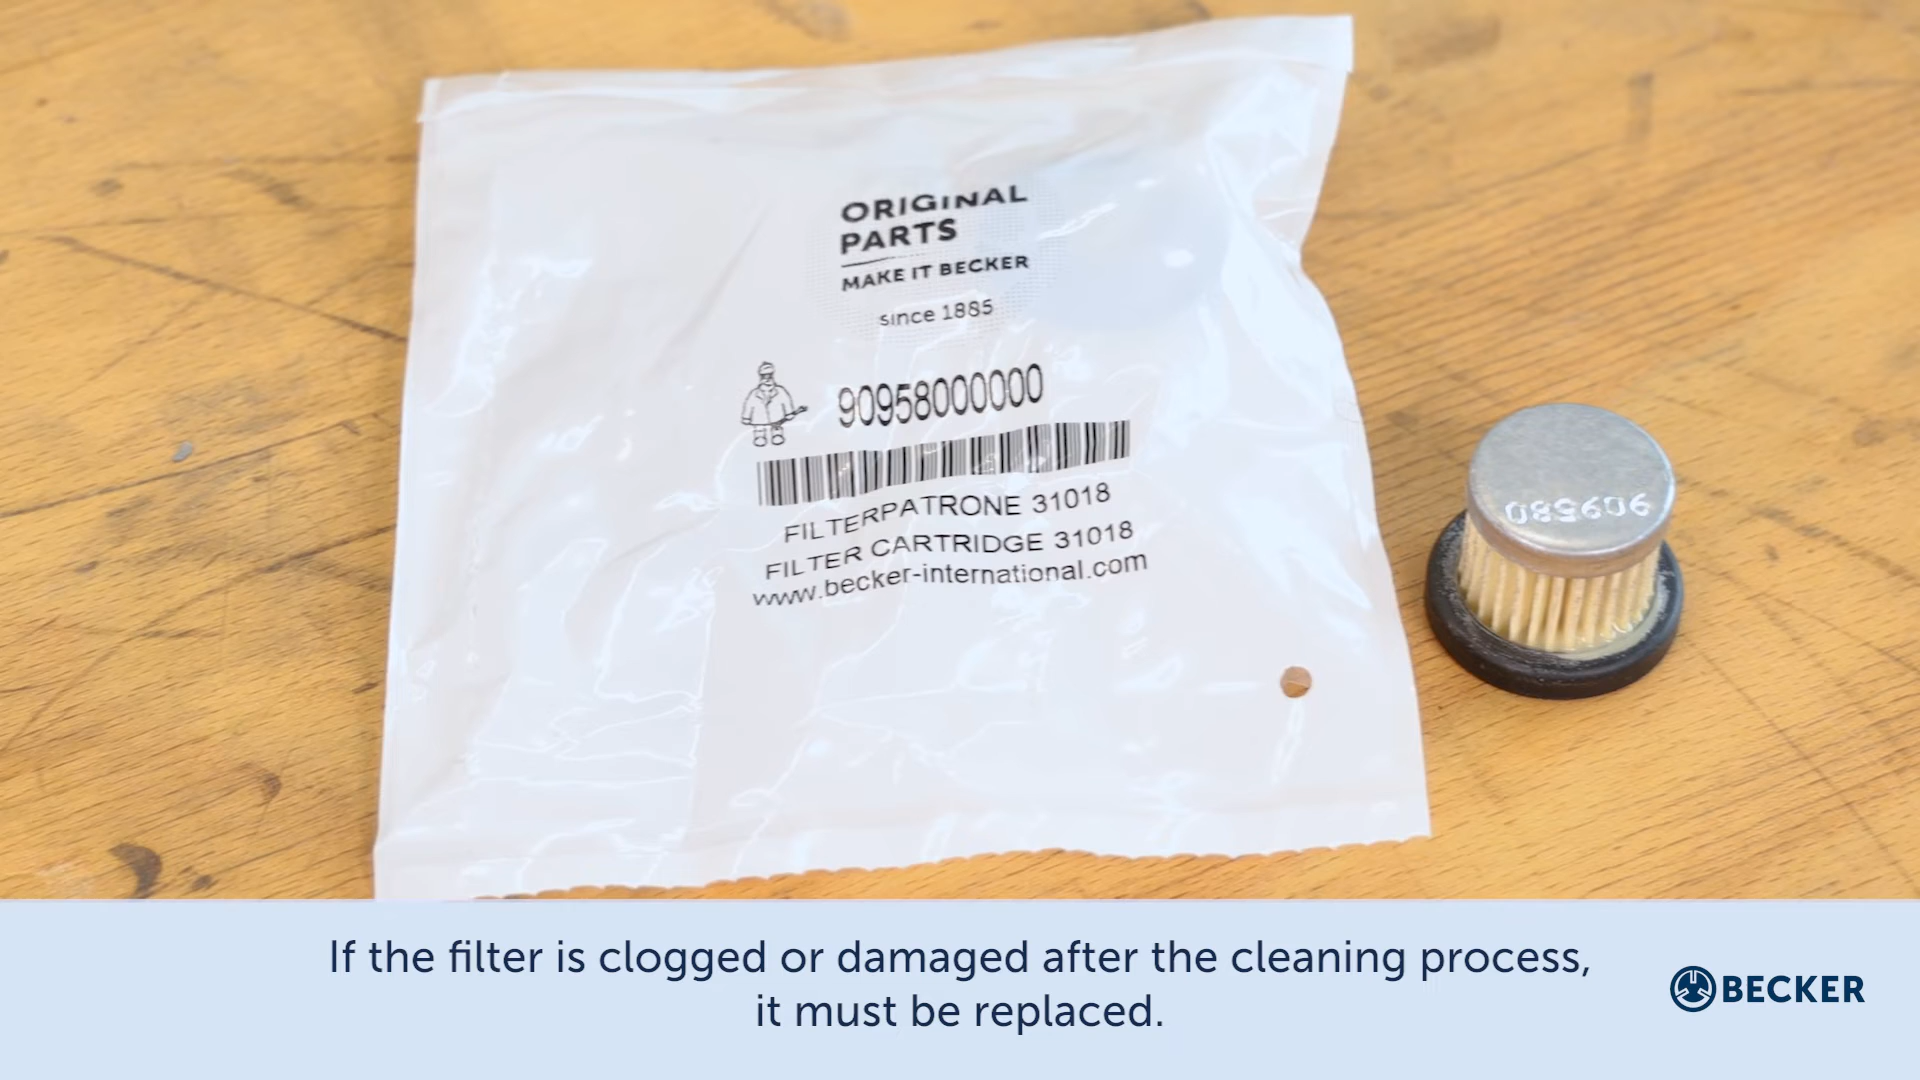 ORIGINAL
PARTS
MAKE IT BECKER
since 1885
90958000000
FILTERPATRONE 31018
FILTER CARTRIDGE 31018
www.becker-international.com
909580
If the filter is clogged or damaged after the cleaning process,
it must be replaced.
BECKER